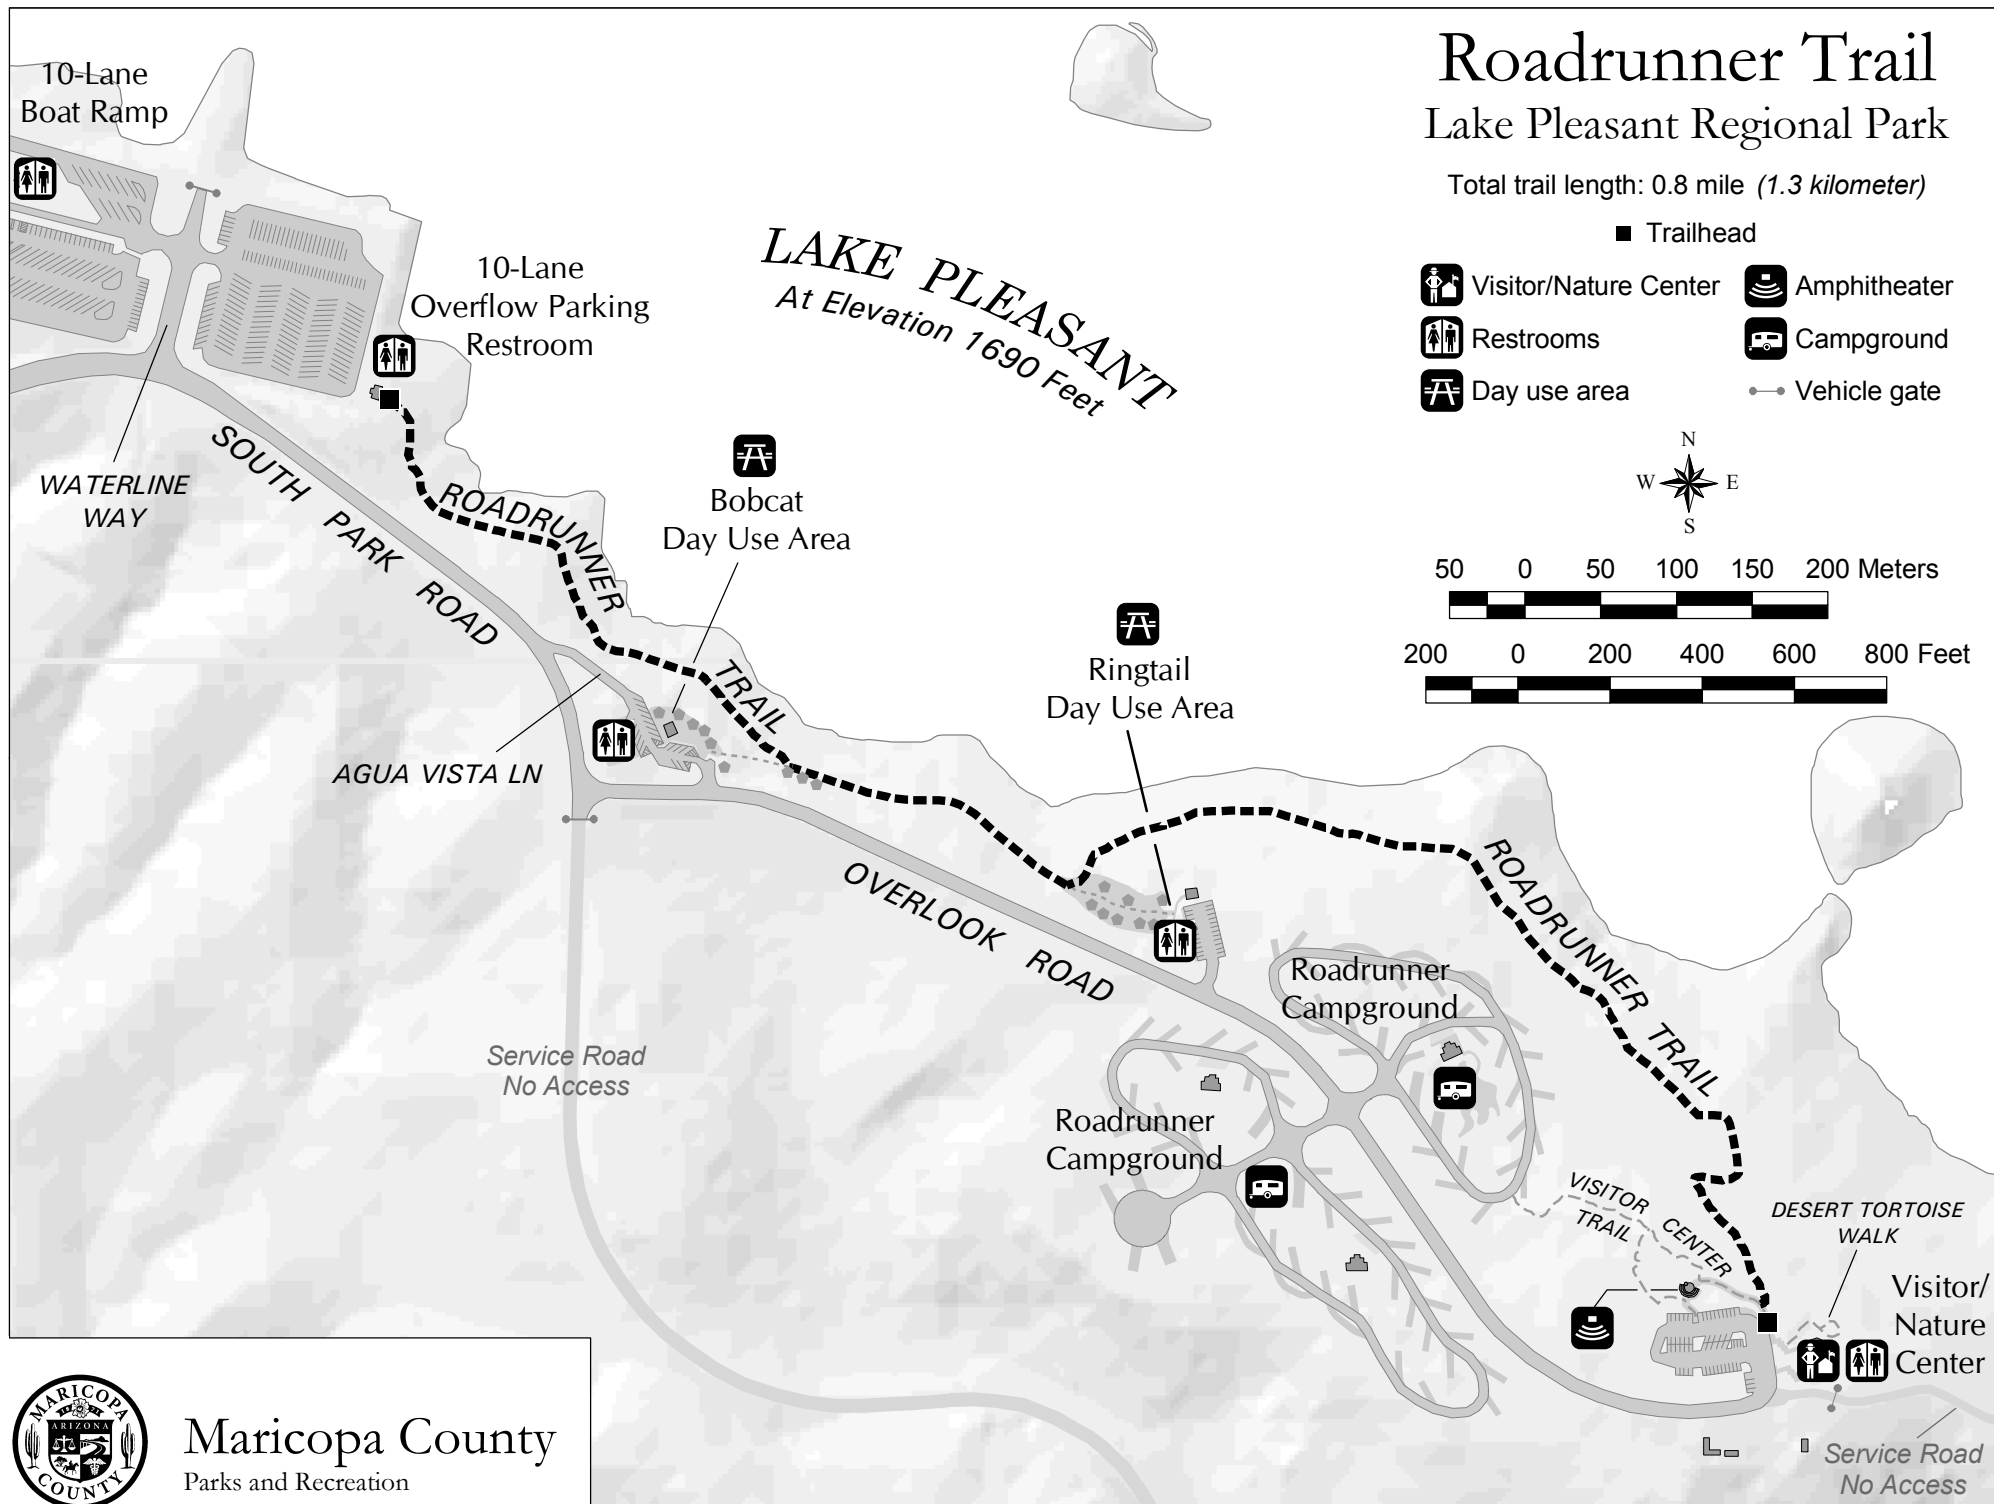 Roadrunner Trail
Lake Pleasant Regional Park
Total trail length: 0.8 mile (1.3 kilometer)
Trailhead
Visitor/Nature Center
Amphitheater
Restrooms
Campground
Day use area
Vehicle gate
N
W E
S
50 0 50 100 150 200 Meters
200 0 200 400 600 800 Feet
10-Lane
Boat Ramp
10-Lane
Overflow Parking
Restroom
LAKE PLEASANT
At Elevation 1690 Feet
WATERLINE
WAY
SOUTH PARK ROAD
ROADRUNNER TRAIL
Bobcat
Day Use Area
Ringtail
Day Use Area
AGUA VISTA LN
OVERLOOK ROAD
ROADRUNNER TRAIL
Roadrunner
Campground
Service Road
No Access
Roadrunner
Campground
VISITOR CENTER
TRAIL
DESERT TORTOISE
WALK
Visitor/
Nature
Center
Service Road
No Access
MARICOPA
ARIZONA
COUNTY
Maricopa County
Parks and Recreation